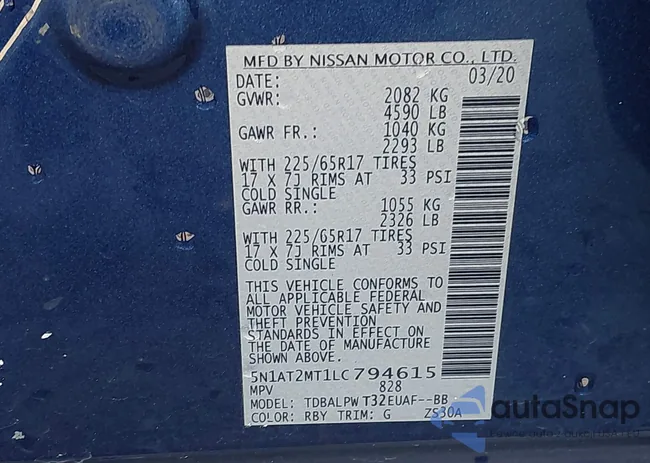 MFD BY NISSAN MOTOR CO., LTD.
DATE: 03/20
GVWR: 2082 KG
4590 LB
GAWR FR.: 1040 KG
2293 LB
WITH 225/65R17 TIRES
17 X 7J RIMS AT 33 PSI
COLD SINGLE
GAWR RR.: 1055 KG
2326 LB
WITH 225/65R17 TIRES
17 X 7J RIMS AT 33 PSI
COLD SINGLE
THIS VEHICLE CONFORMS TO
ALL APPLICABLE FEDERAL
MOTOR VEHICLE SAFETY AND
THEFT PREVENTION
STANDARDS IN EFFECT ON
THE DATE OF MANUFACTURE
SHOWN ABOVE.
5N1AT2MT1LC794615
MPV 828
MODEL: TDBALPWT32EUAF--BB
COLOR: RBY TRIM: G ZS30A
autaSnap